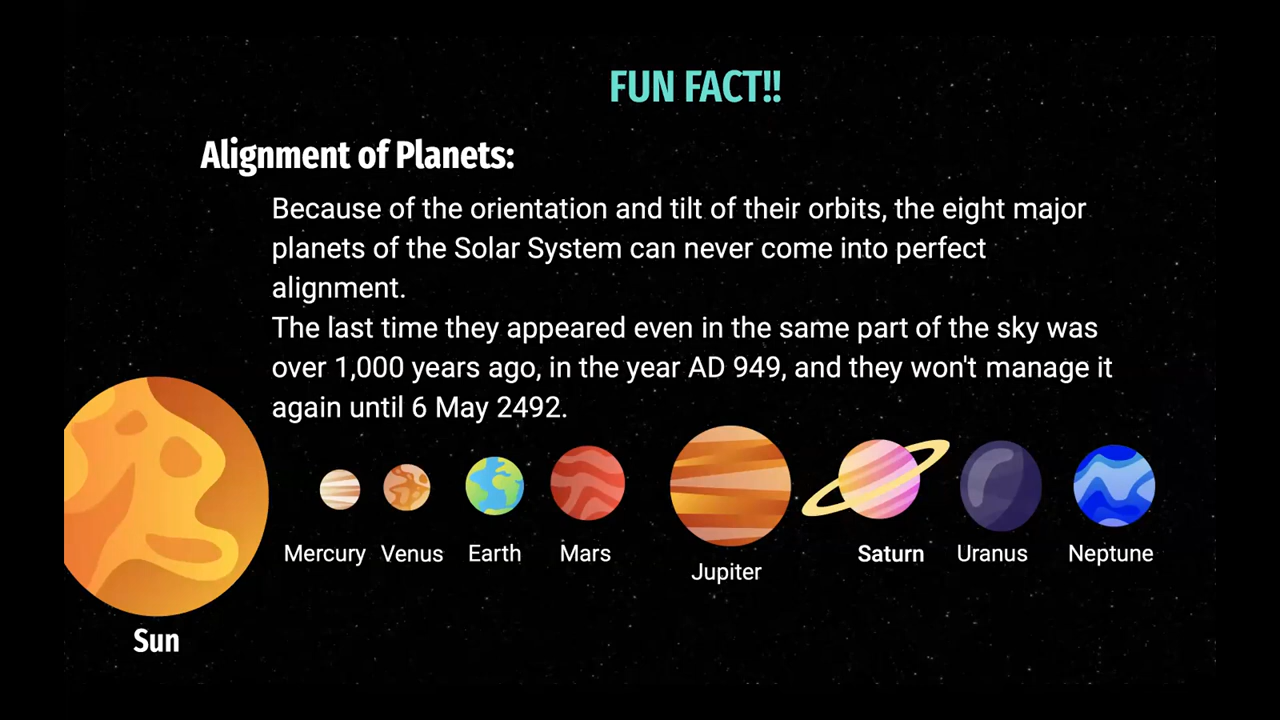 FUN FACT!!
Alignment of Planets:
Because of the orientation and tilt of their orbits, the eight major
planets of the Solar System can never come into perfect
alignment.
The last time they appeared even in the same part of the sky was
over 1,000 years ago, in the year AD 949, and they won't manage it
again until 6 May 2492.
Mercury Venus Earth Mars Jupiter Saturn Uranus Neptune
Sun